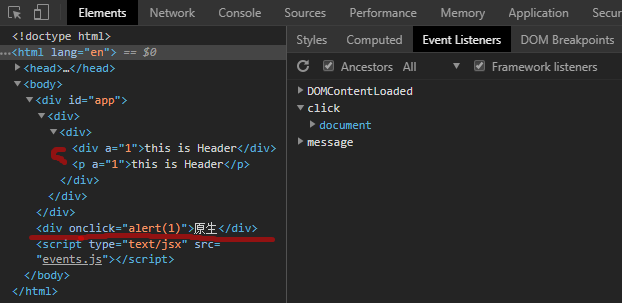 Elements Console Sources Network Performance Memory Application Secu
<!doctype html>
…<html lang="en"> == $0
<head>…</head>
<body>
<div id="app">
<div>
<div>
<div a="1">this is Header</div>
<p a="1">this is Header</p>
</div>
</div>
</div>
<div onclick="alert(1)">原生</div>
<script type="text/jsx" src=
"events.js"></script>
</body>
</html>
Styles Computed Event Listeners DOM Breakpoints
Ancestors All Framework listeners
DOMContentLoaded
click
document
message